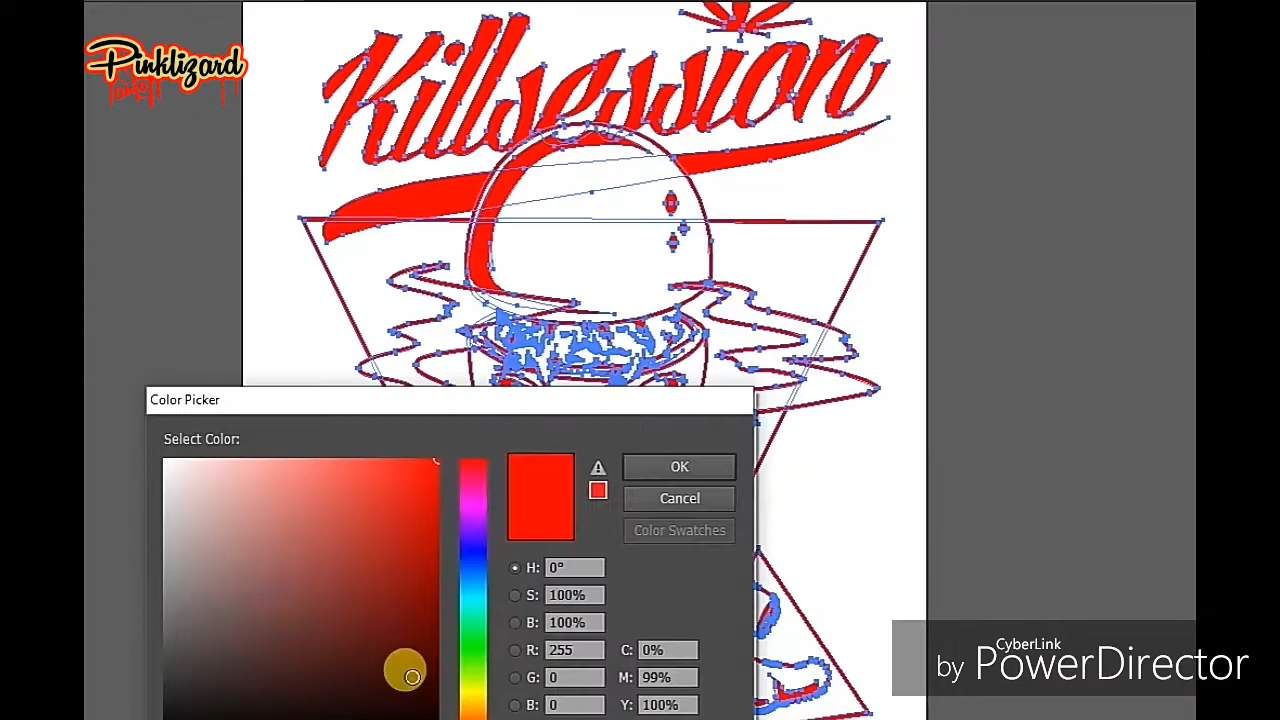 Killsession
Pinklizard
Color Picker
Select Color:
OK
Cancel
Color Swatches
H: 0°
S: 100%
B: 100%
R: 255 C: 0%
G: 0 M: 99%
B: 0 Y: 100%
CyberLink
by PowerDirector